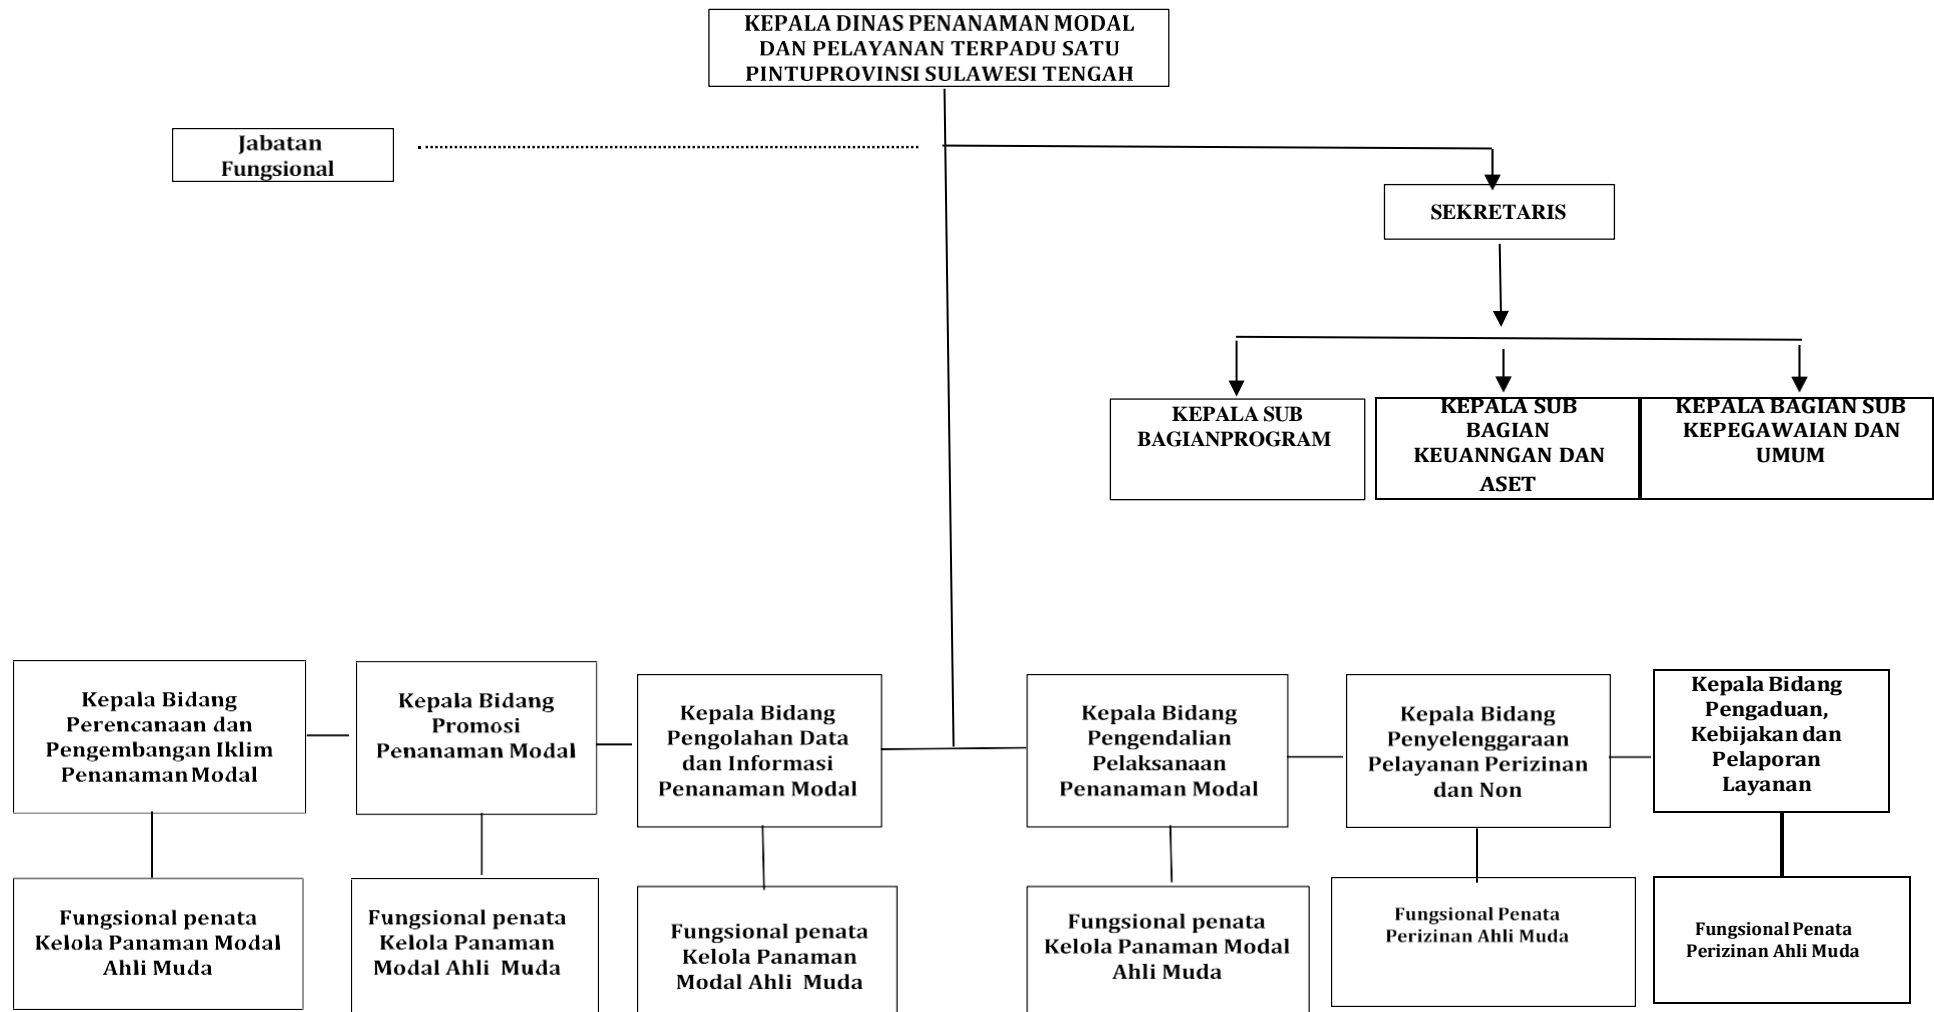 KEPALA DINAS PENANAMAN MODAL
DAN PELAYANAN TERPADU SATU
PINTUPROVINSI SULAWESI TENGAH
Jabatan
Fungsional
SEKRETARIS
KEPALA SUB
BAGIANPROGRAM
KEPALA SUB
BAGIAN
KEUANNGAN DAN
ASET
KEPALA BAGIAN SUB
KEPEGAWAIAN DAN
UMUM
Kepala Bidang
Perencanaan dan
Pengembangan Iklim
Penanaman Modal
Kepala Bidang
Promosi
Penanaman Modal
Kepala Bidang
Pengolahan Data
dan Informasi
Penanaman Modal
Kepala Bidang
Pengendalian
Pelaksanaan
Penanaman Modal
Kepala Bidang
Penyelenggaraan
Pelayanan Perizinan
dan Non
Kepala Bidang
Pengaduan,
Kebijakan dan
Pelaporan
Layanan
Fungsional penata
Kelola Panaman Modal
Ahli Muda
Fungsional penata
Kelola Panaman
Modal Ahli Muda
Fungsional penata
Kelola Panaman
Modal Ahli Muda
Fungsional penata
Kelola Panaman Modal
Ahli Muda
Fungsional Penata
Perizinan Ahli Muda
Fungsional Penata
Perizinan Ahli Muda